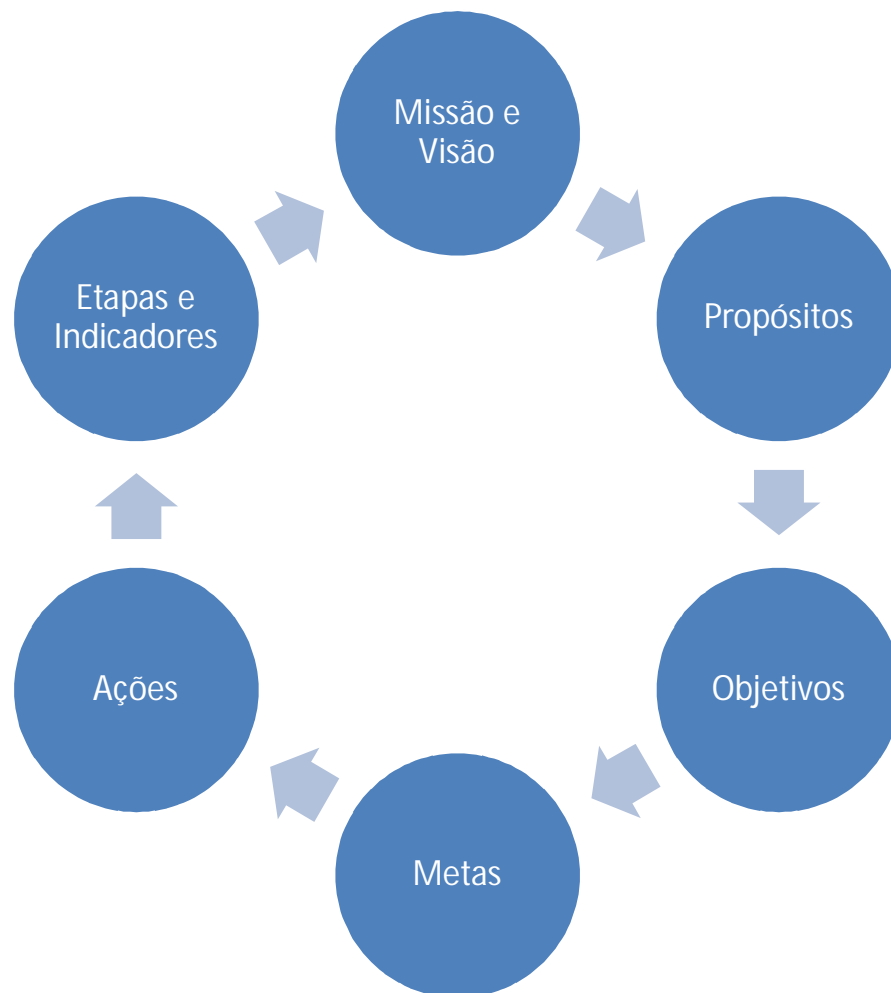 Missão e
Visão
Propósitos
Objetivos
Metas
Ações
Etapas e
Indicadores